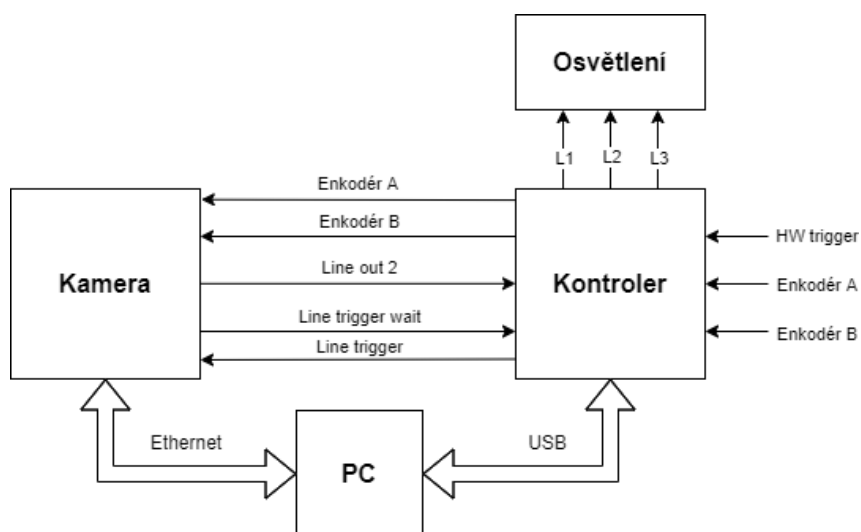 Osvětlení
L1
L2
L3
Enkodér A
Enkodér B
Line out 2
Line trigger wait
Line trigger
Kamera
Kontroler
HW trigger
Enkodér A
Enkodér B
Ethernet
USB
PC